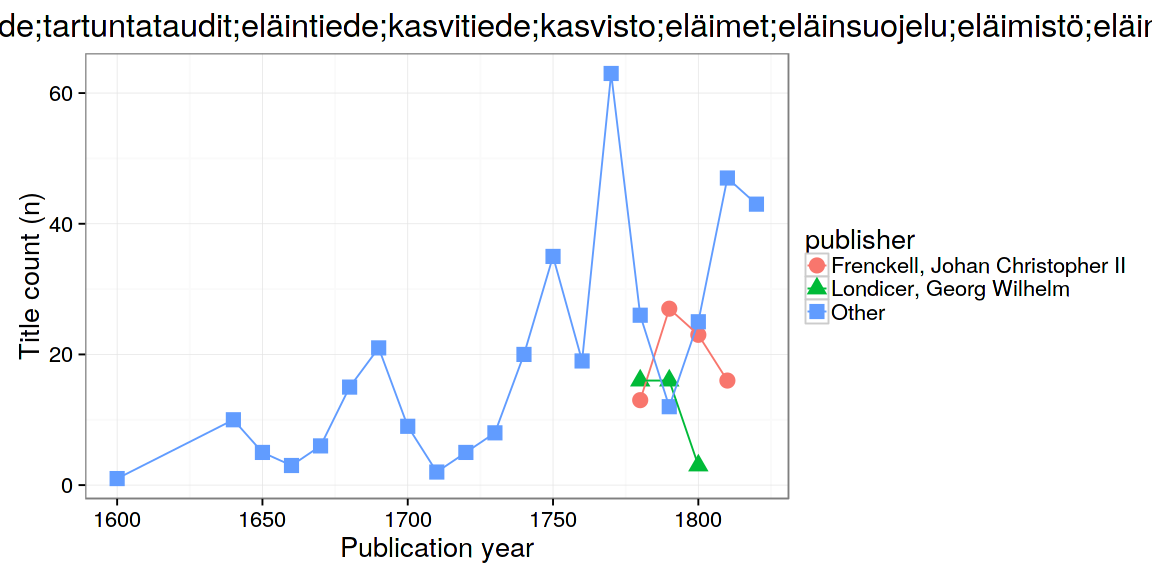 de;tartuntataudit;eläintiede;kasvitiede;kasvisto;eläimet;eläinsuojelu;eläimistö;eläin
60
40
20
0
Title count (n)
1600 1650 1700 1750 1800
Publication year
publisher
Frenckell, Johan Christopher II
Londicer, Georg Wilhelm
Other